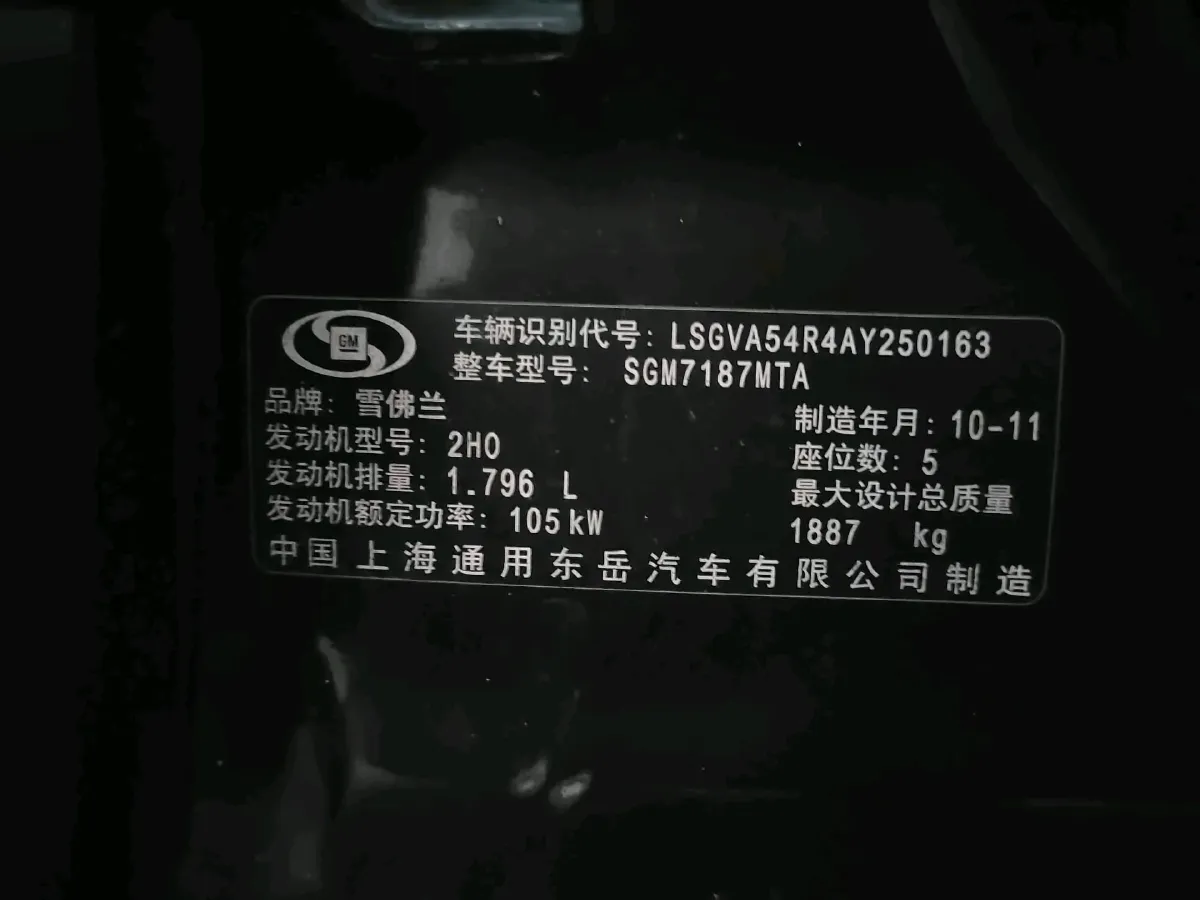 GM
车辆识别代号: LSGVA54R4AY250163
整车型号: SGM7187MTA
品牌: 雪佛兰
制造年月: 10-11
发动机型号: 2H0
座位数: 5
发动机排量: 1.796 L
最大设计总质量
发动机额定功率: 105kW
1887 kg
中国上海通用东岳汽车有限公司制造